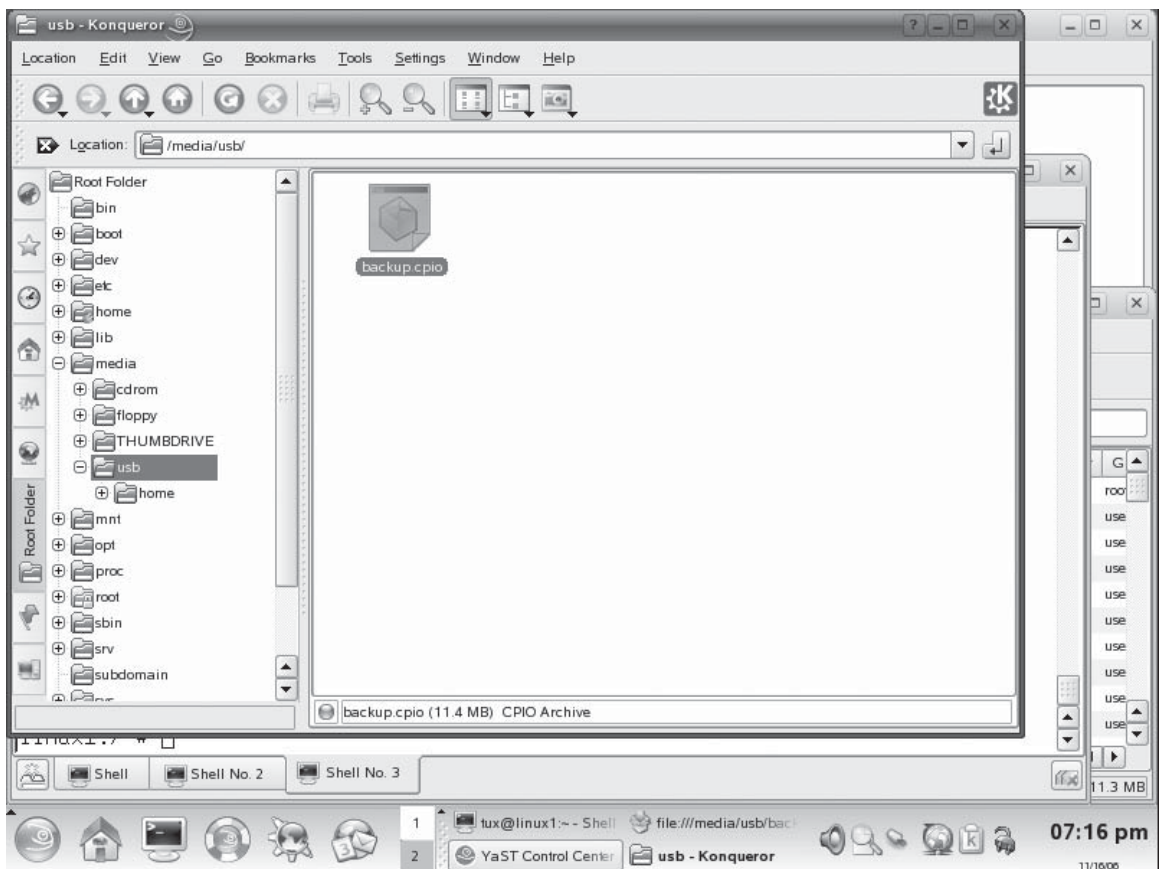 usb - Konqueror
Location Edit View Go Bookmarks Tools Settings Window Help
Location: /media/usb/
Root Folder
bin
boot
dev
etc
home
lib
media
cdrom
floppy
THUMBDRIVE
usb
home
mnt
opt
proc
root
sbin
srv
subdomain
Root Folder
backup.cpio
backup.cpio (11.4 MB) CPIO Archive
G
roo
use
use
use
use
use
use
use
use
use
11.3 MB
Shell Shell No. 2 Shell No. 3
1 tux@linux1:~ - Shell file:///media/usb/bac
2 YaST Control Center usb - Konqueror
07:16 pm
11/16/06